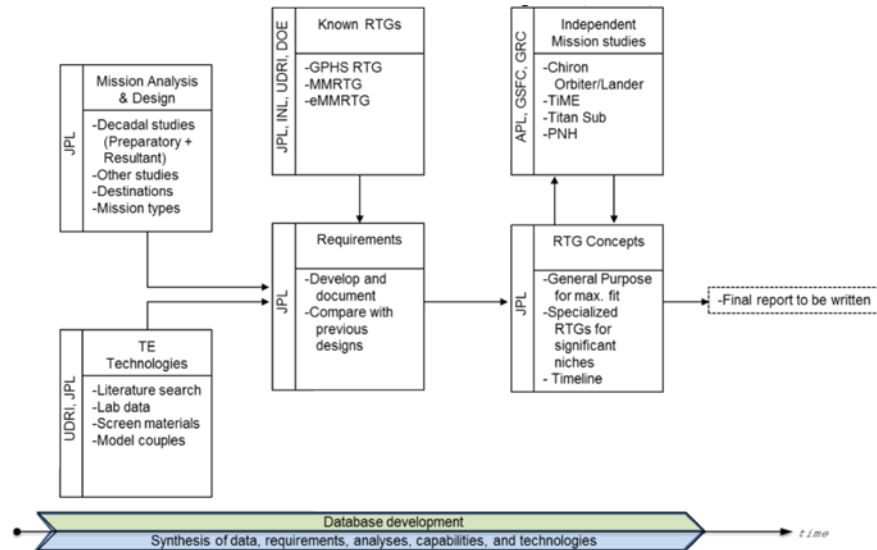 JPL
Mission Analysis
& Design
-Decadal studies
(Preparatory +
Resultant)
-Other studies
-Destinations
-Mission types
UDRI, JPL
TE
Technologies
-Literature search
-Lab data
-Screen materials
-Model couples
JPL, INL, UDRI, DOE
Known RTGs
-GPHS RTG
-MMRTG
-eMMRTG
JPL
Requirements
-Develop and
document
-Compare with
previous
designs
APL, GSFC, GRC
Independent
Mission studies
-Chiron
Orbiter/Lander
-TiME
-Titan Sub
-PNH
JPL
RTG Concepts
-General Purpose
for max. fit
-Specialized
RTGs for
significant
niches
- Timeline
-Final report to be written
Database development
Synthesis of data, requirements, analyses, capabilities, and technologies
time